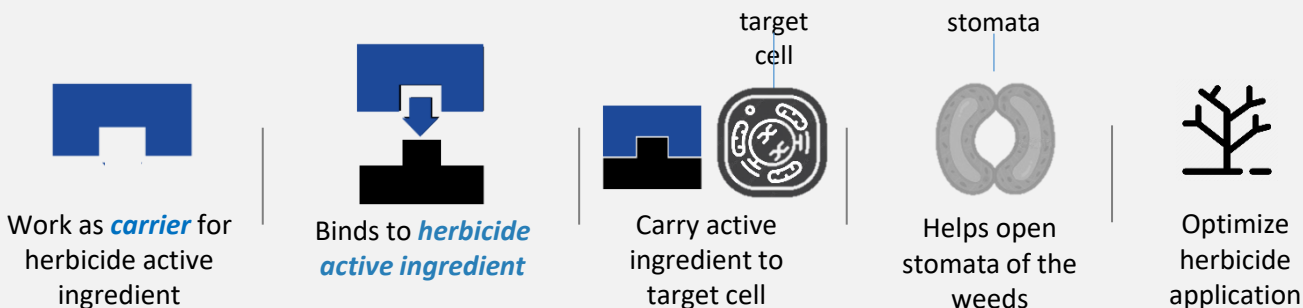 target
cell
stomata
Work as carrier for
herbicide active
ingredient
Binds to herbicide
active ingredient
Carry active
ingredient to
target cell
Helps open
stomata of the
weeds
Optimize
herbicide
application